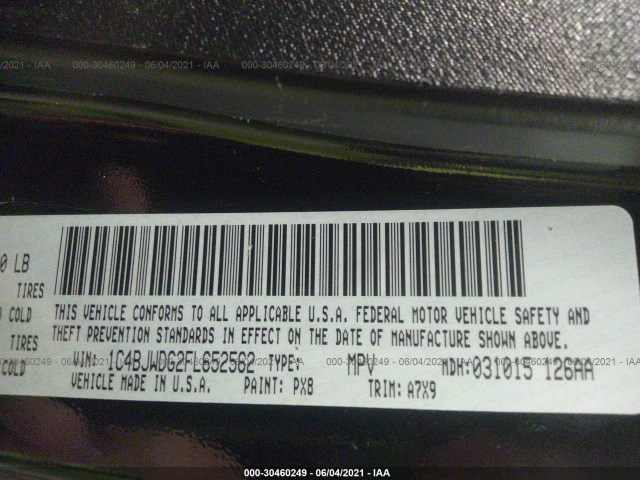 000-30460249 - 06/04/2021 - IAA
0 LB
TIRES
COLD
TIRES
COLD
THIS VEHICLE CONFORMS TO ALL APPLICABLE U.S.A. FEDERAL MOTOR VEHICLE SAFETY AND
THEFT PREVENTION STANDARDS IN EFFECT ON THE DATE OF MANUFACTURE SHOWN ABOVE.
VIN: 1C4BJWDG2FL652562 TYPE: MPV MDH:031015 126AA
VEHICLE MADE IN U.S.A. PAINT: PX8 TRIM: A7X9
000-30460249 - 06/04/2021 - IAA